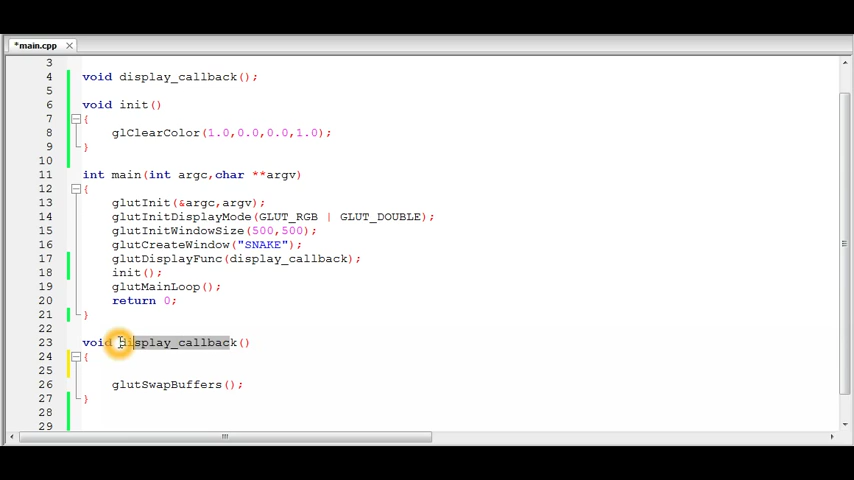 *main.cpp
3
4 void display_callback();
5
6 void init()
7 {
8 glClearColor(1.0,0.0,0.0,1.0);
9 }
10
11 int main(int argc,char **argv)
12 {
13 glutInit(&argc,argv);
14 glutInitDisplayMode(GLUT_RGB | GLUT_DOUBLE);
15 glutInitWindowSize(500,500);
16 glutCreateWindow("SNAKE");
17 glutDisplayFunc(display_callback);
18 init();
19 glutMainLoop();
20 return 0;
21 }
22
23 void display_callback()
24 {
25
26 glutSwapBuffers();
27 }
28
29